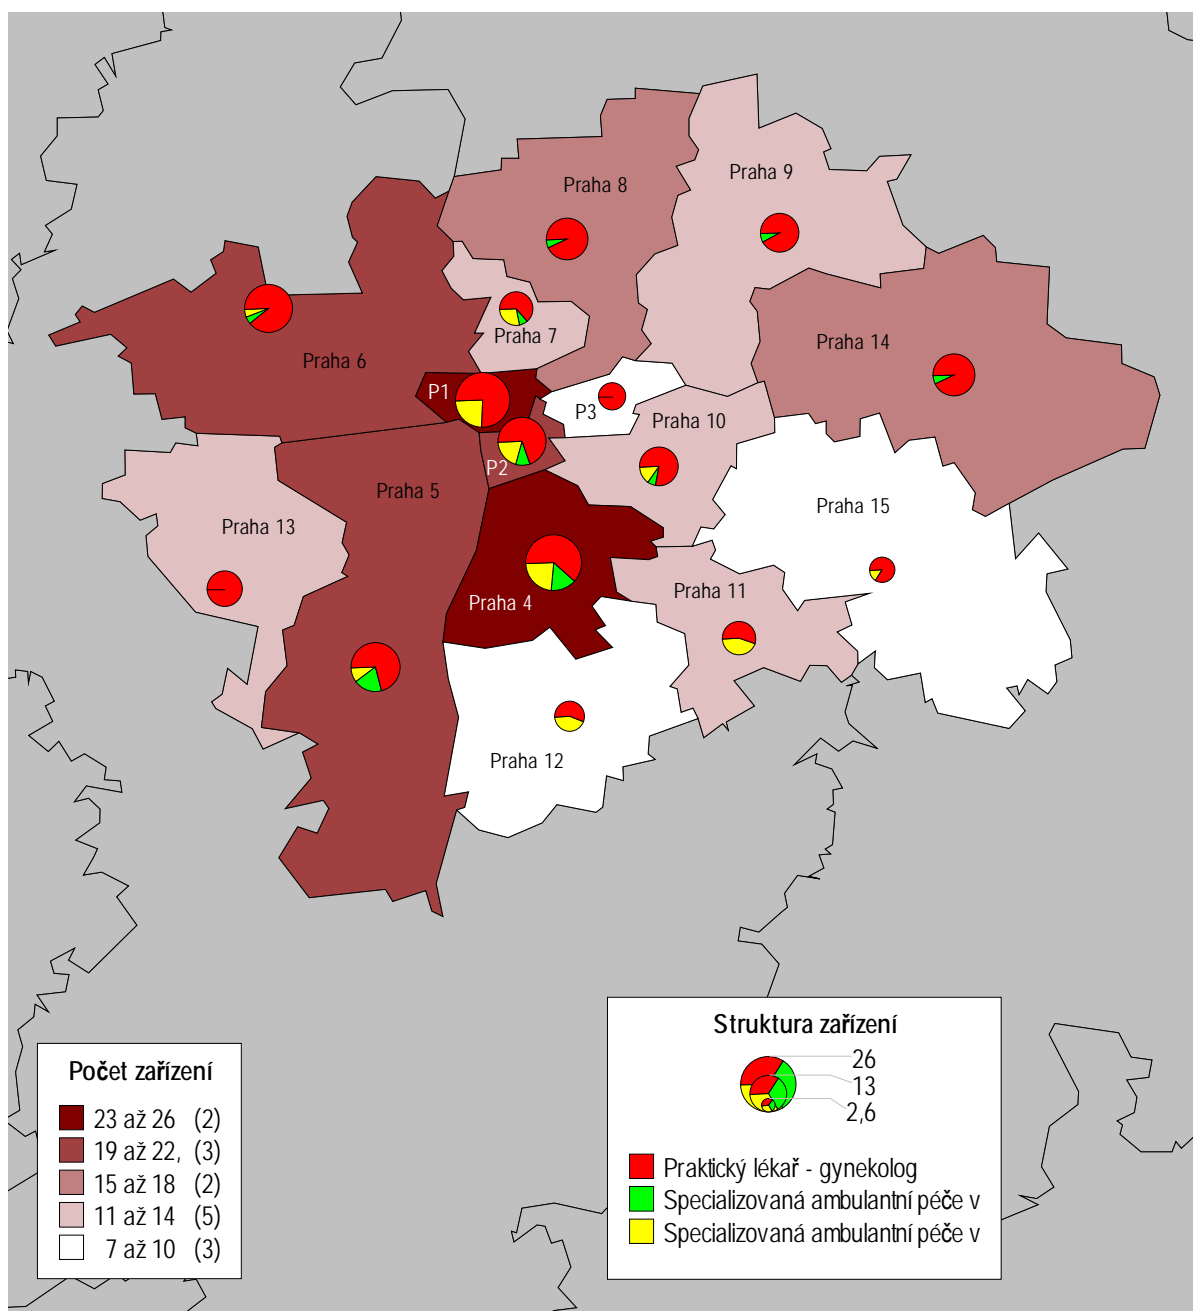 Praha 9
Praha 8
Praha 7
Praha 14
Praha 6
P1
P3
Praha 10
P2
Praha 5
Praha 15
Praha 13
Praha 11
Praha 4
Praha 12
Struktura zařízení
26
13
2,6
Praktický lékař - gynekolog
Specializovaná ambulantní péče v
Specializovaná ambulantní péče v
Počet zařízení
23 až 26 (2)
19 až 22, (3)
15 až 18 (2)
11 až 14 (5)
7 až 10 (3)